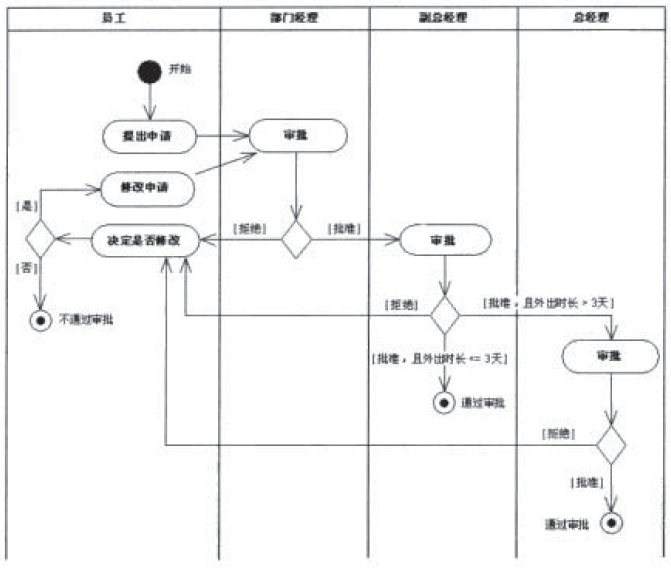 员工 部门经理 副总经理 总经理
开始
提出申请 审批
修改申请
[是] [拒绝] [批准]
决定是否修改 审批
[否]
[拒绝] [批准，且外出时长 > 3天]
不通过审批
[批准，且外出时长 <= 3天] 审批
通过审批
[拒绝]
[批准]
通过审批